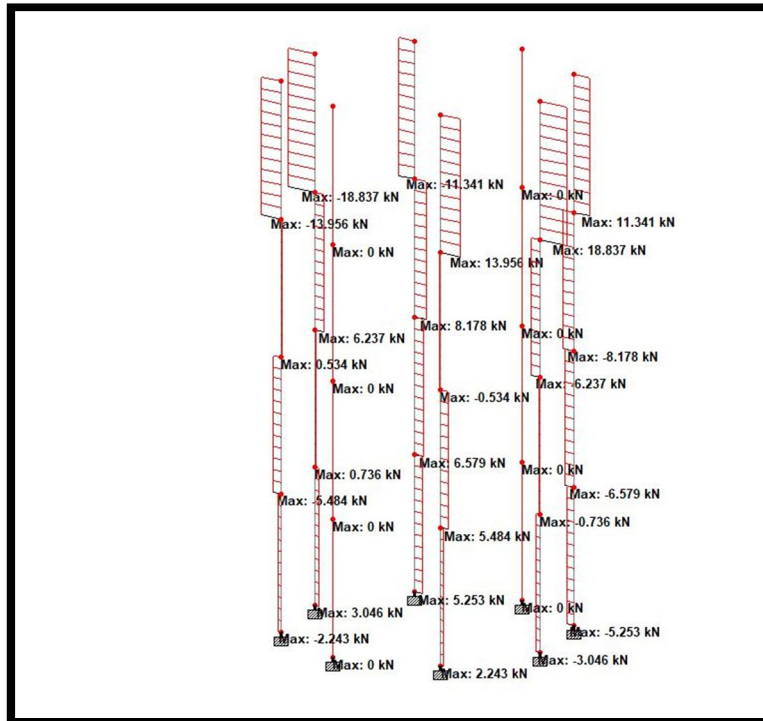 Max: -11.341 kN
Max: 0 kN
Max: -18.837 kN
Max: 11.341 kN
Max: -13.956 kN
Max: 0 kN
Max: 18.837 kN
Max: 13.956 kN
Max: 8.178 kN
Max: 0 kN
Max: 6.237 kN
Max: -8.178 kN
Max: 0.534 kN
Max: -6.237 kN
Max: 0 kN
Max: -0.534 kN
Max: 6.579 kN
Max: 0 kN
Max: 0.736 kN
Max: -6.579 kN
Max: -5.484 kN
Max: 0 kN
Max: -0.736 kN
Max: 5.484 kN
Max: 5.253 kN
Max: 0 kN
Max: 3.046 kN
Max: -5.253 kN
Max: -2.243 kN
Max: 0 kN
Max: -3.046 kN
Max: 2.243 kN